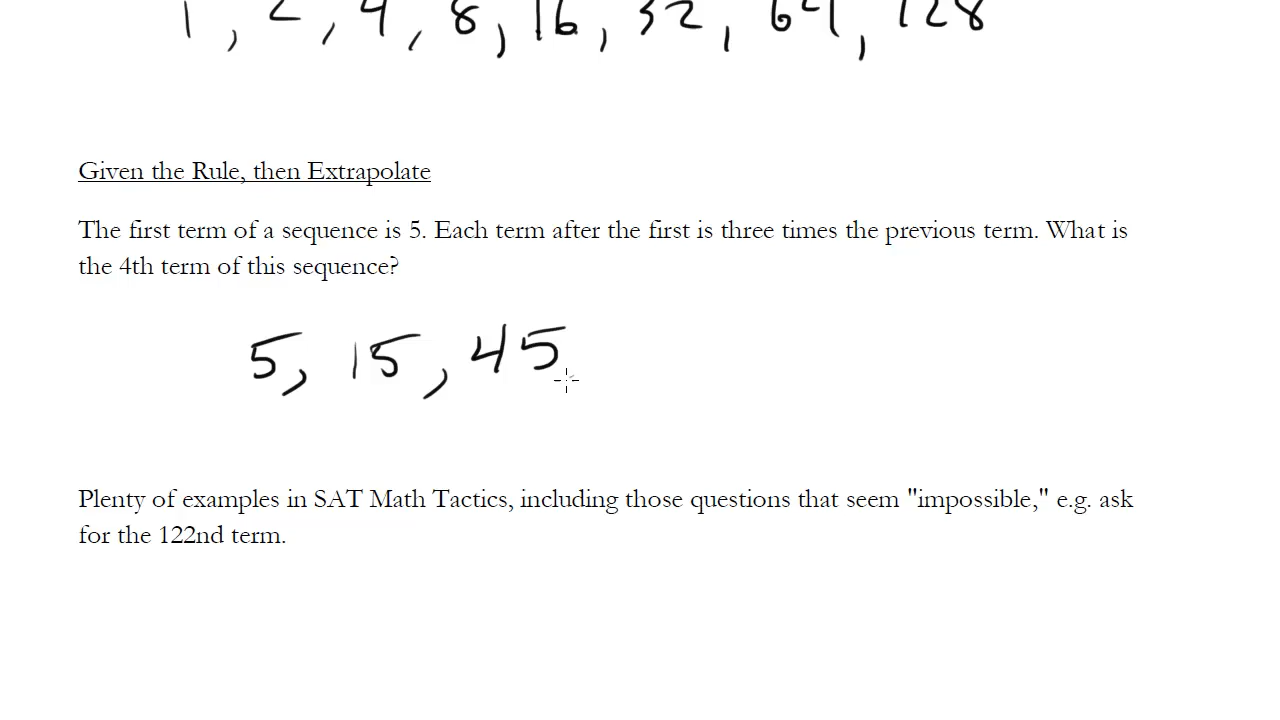 1, 2, 4, 8, 16, 32, 64, 128
Given the Rule, then Extrapolate
The first term of a sequence is 5. Each term after the first is three times the previous term. What is
the 4th term of this sequence?
5, 15, 45
Plenty of examples in SAT Math Tactics, including those questions that seem "impossible," e.g. ask
for the 122nd term.